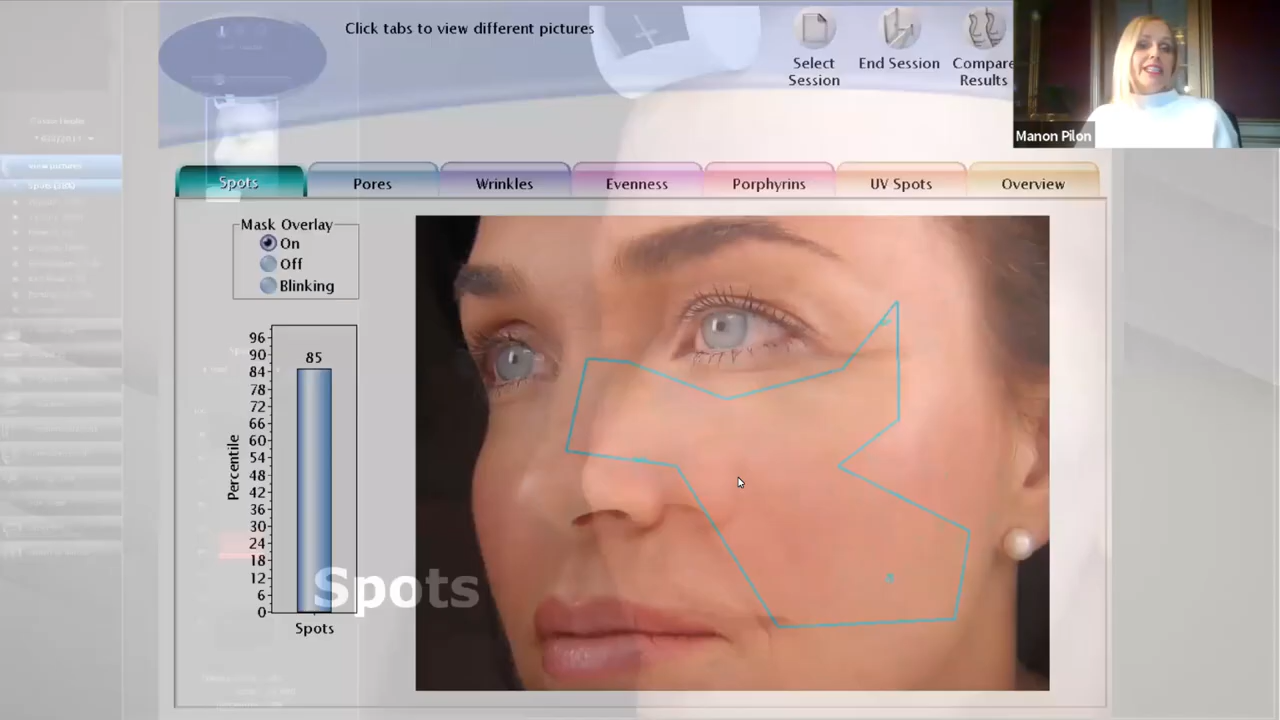 Click tabs to view different pictures
Select
Session
End Session
Compare
Results
Manon Pilon
Spots
Pores
Wrinkles
Evenness
Porphyrins
UV Spots
Overview
Mask Overlay
On
Off
Blinking
96
90
84
78
72
66
60
54
48
42
36
30
24
18
12
6
0
85
Percentile
Spots
Spots